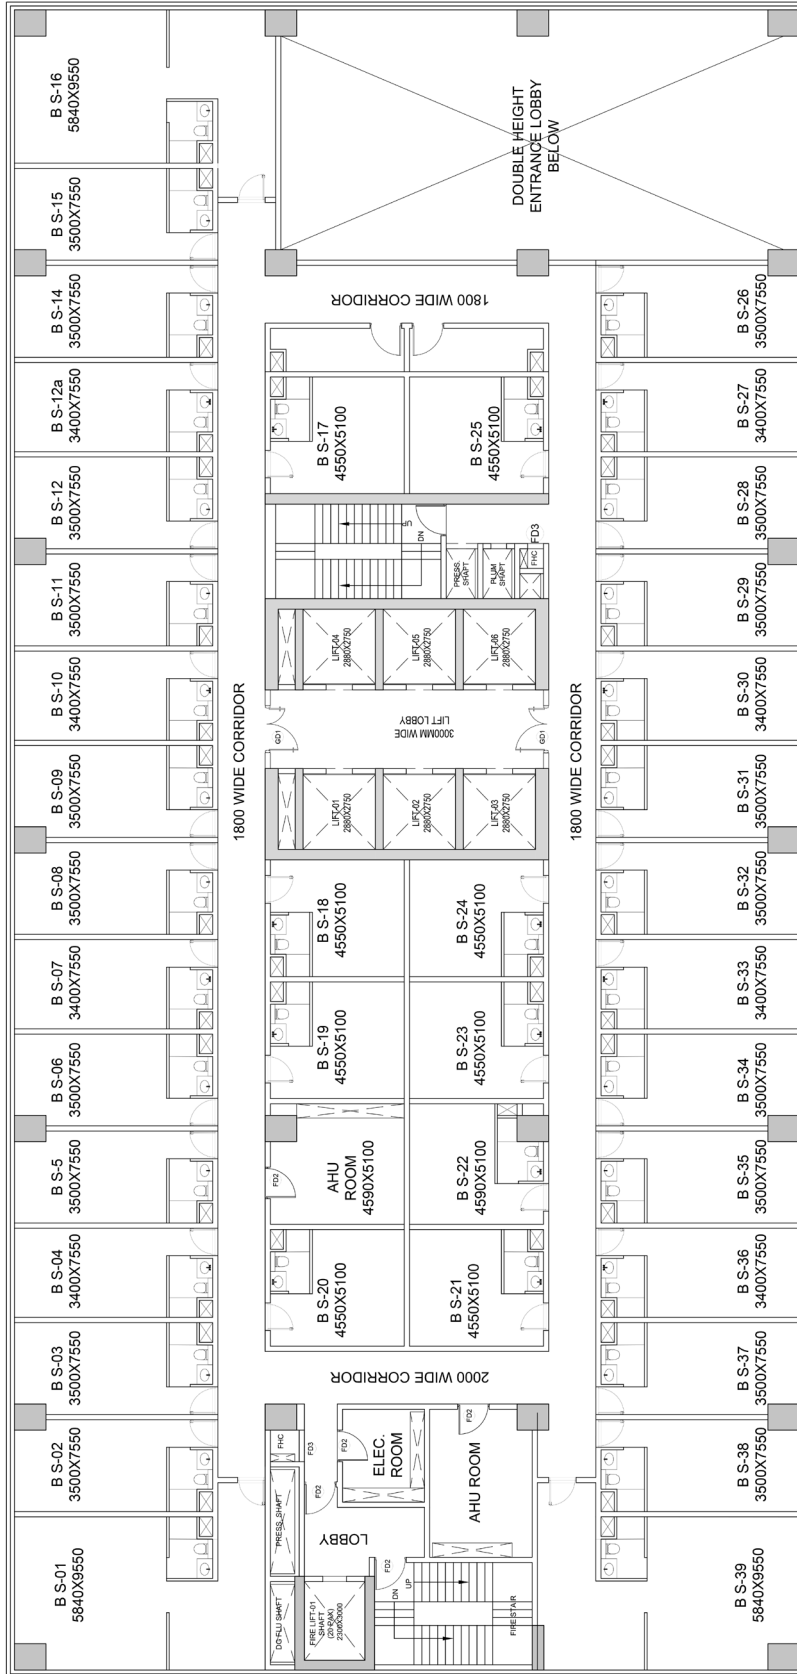 B S-16
5840X9550
B S-15
3500X7550
B S-14
3500X7550
B S-12a
3400X7550
B S-12
3500X7550
B S-11
3500X7550
B S-10
3400X7550
B S-09
3500X7550
B S-08
3500X7550
B S-07
3400X7550
B S-06
3500X7550
B S-5
3500X7550
B S-04
3400X7550
B S-03
3500X7550
B S-02
3500X7550
B S-01
5840X9550
1800 WIDE CORRIDOR
DOUBLE HEIGHT
ENTRANCE LOBBY
BELOW
1800 WIDE CORRIDOR
B S-17
4550X5100
B S-25
4550X5100
UP
DN
PRESS.
SHAFT
PLUM
SHAFT
FHC
FD3
LIFT-04
2880X2750
LIFT-05
2880X2750
LIFT-06
2880X2750
GD1
3000MM WIDE
LIFT LOBBY
GD1
LIFT-01
2880X2750
LIFT-02
2880X2750
LIFT-03
2880X2750
B S-18
4550X5100
B S-24
4550X5100
B S-19
4550X5100
B S-23
4550X5100
FD2
AHU
ROOM
4590X5100
B S-22
4590X5100
B S-20
4550X5100
B S-21
4550X5100
2000 WIDE CORRIDOR
FHC
FD3
FD2
ELEC.
ROOM
FD2
AHU ROOM
PRESS. SHAFT
FD2
LOBBY
FD2
DG FLU SHAFT
FIRE LIFT-01
SHAFT
(20 PAX)
2300X3000
DN
UP
FIRE STAIR
1800 WIDE CORRIDOR
B S-26
3500X7550
B S-27
3400X7550
B S-28
3500X7550
B S-29
3500X7550
B S-30
3400X7550
B S-31
3500X7550
B S-32
3500X7550
B S-33
3400X7550
B S-34
3500X7550
B S-35
3500X7550
B S-36
3400X7550
B S-37
3500X7550
B S-38
3500X7550
B S-39
5840X9550